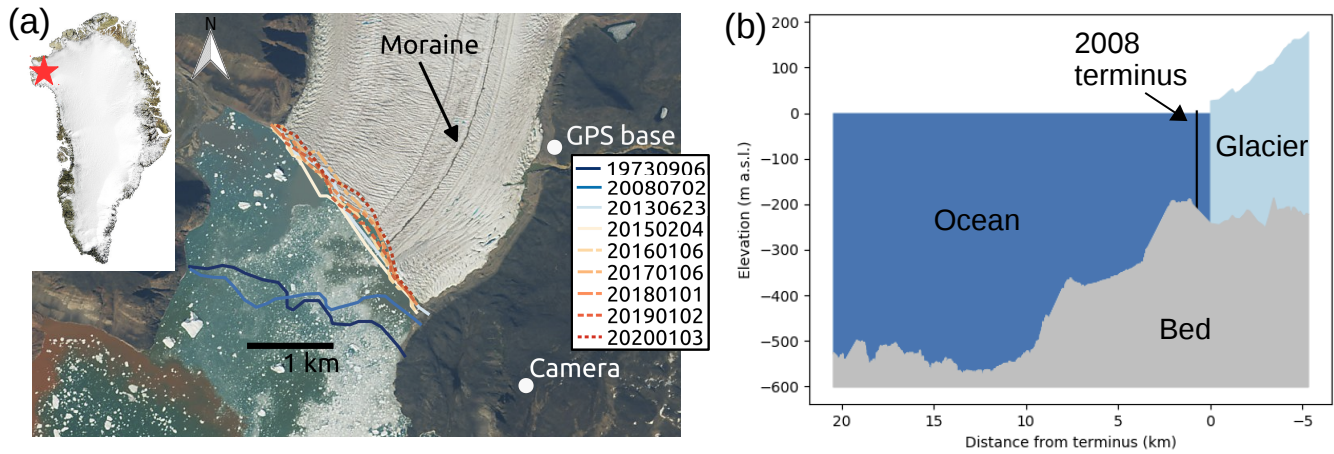 (a)
N
Moraine
GPS base
19730906
20080702
20130623
20150204
20160106
20170106
20180101
20190102
20200103
1 km
Camera
(b)
200
100
0
−100
−200
−300
−400
−500
−600
Elevation (m a.s.l.)
2008
terminus
Glacier
Ocean
Bed
20
15
10
5
0
−5
Distance from terminus (km)